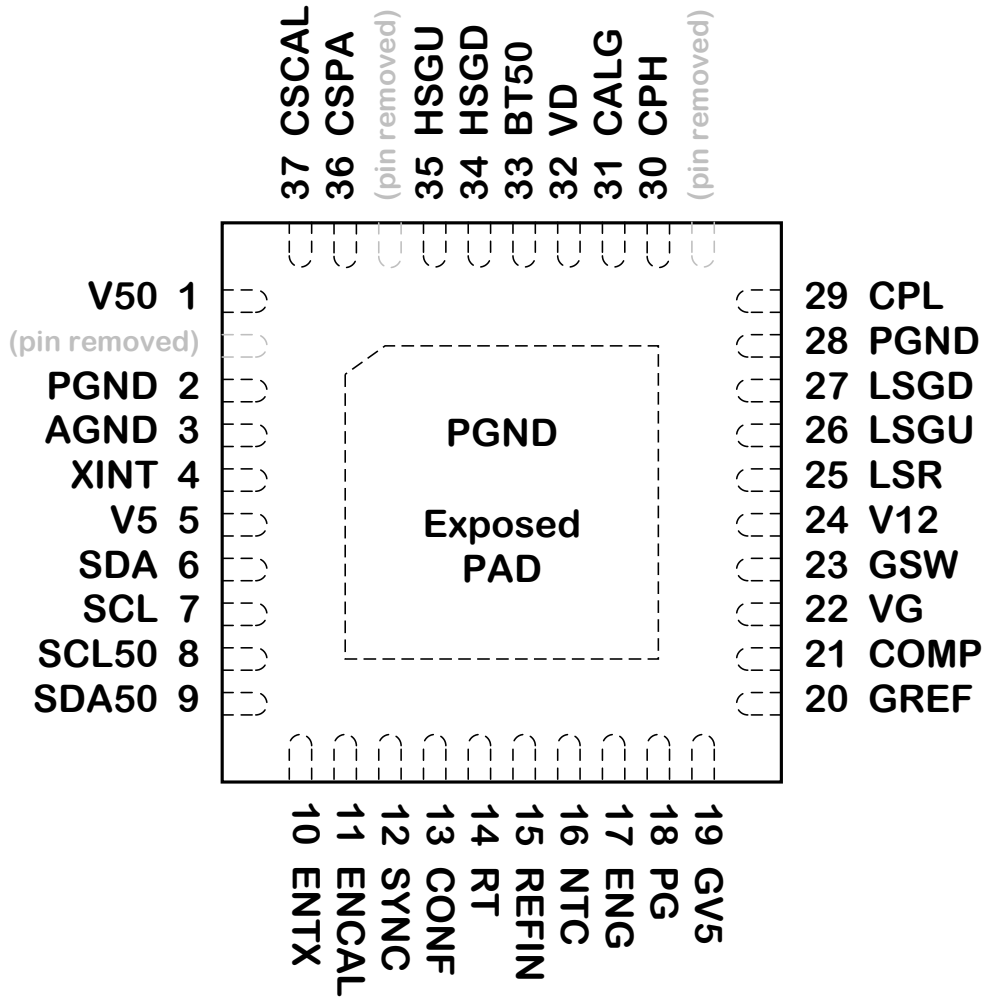 37 CSCAL
36 CSPA
(pin removed)
35 HSGU
34 HSGD
33 BT50
32 VD
31 CALG
30 CPH
(pin removed)
V50 1
(pin removed)
PGND 2
AGND 3
XINT 4
V5 5
SDA 6
SCL 7
SCL50 8
SDA50 9
PGND
Exposed
PAD
29 CPL
28 PGND
27 LSGD
26 LSGU
25 LSR
24 V12
23 GSW
22 VG
21 COMP
20 GREF
10 ENTX
11 ENCAL
12 SYNC
13 CONF
14 RT
15 REFIN
16 NTC
17 ENG
18 PG
19 GV5